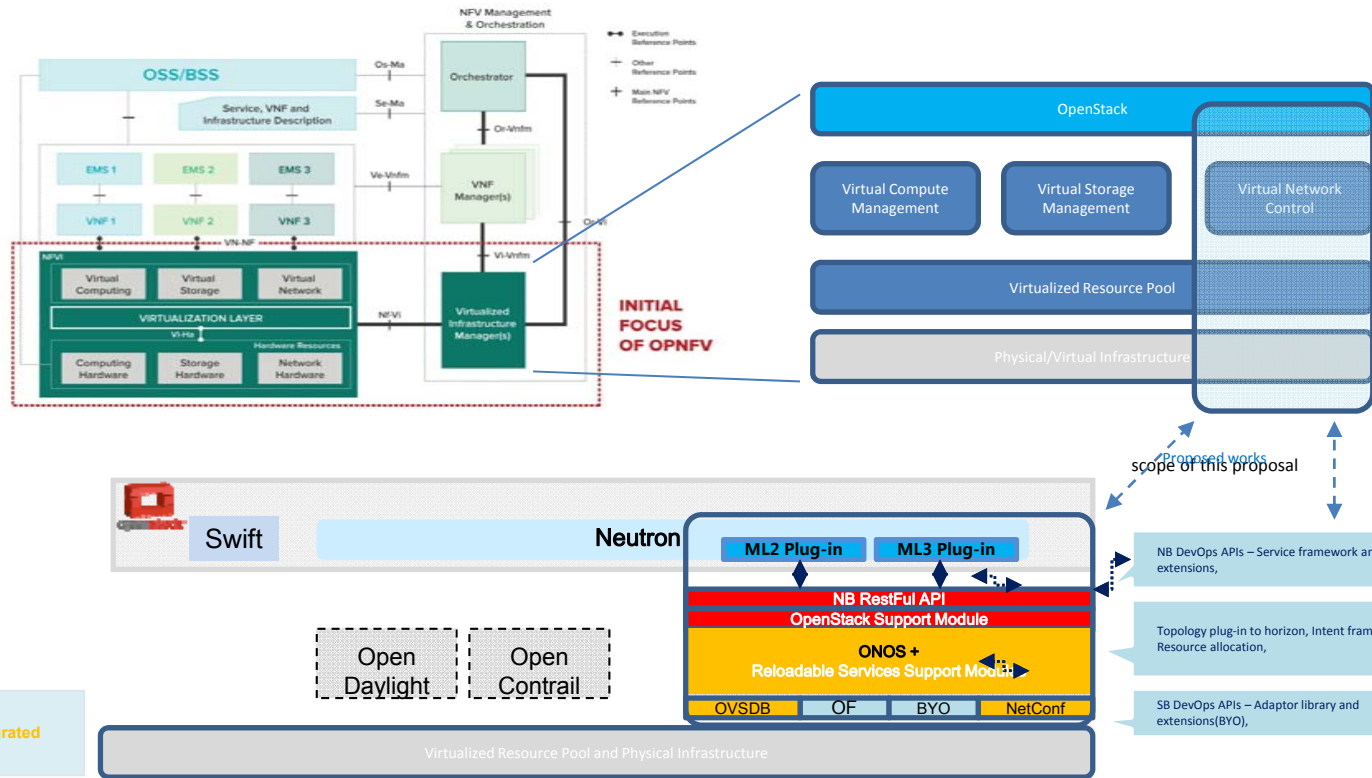 NFV Management
& Orchestration
Execution
Reference Points
Other
Reference Points
Main NFV
Reference Points
OSS/BSS
Os-Ma
Orchestrator
Service, VNF and
Infrastructure Description
Se-Ma
Or-Vnfm
EMS 1
EMS 2
EMS 3
Ve-Vnfm
VNF
Manager(s)
VNF 1
VNF 2
VNF 3
Or-Vi
VN-NF
Vi-Vnfm
NFVI
Virtual
Computing
Virtual
Storage
Virtual
Network
VIRTUALIZATION LAYER
Nf-Vi
Virtualized
Infrastructure
Manager(s)
VI-Ha
Hardware Resources
Computing
Hardware
Storage
Hardware
Network
Hardware
INITIAL
FOCUS
OF OPNFV
OpenStack
Virtual Compute
Management
Virtual Storage
Management
Virtual Network
Control
Virtualized Resource Pool
Physical/Virtual Infrastructure
Proposed works
scope of this proposal
openstack
Swift
Neutron
ML2 Plug-in
ML3 Plug-in
NB RestFul API
OpenStack Support Module
ONOS +
Reloadable Services Support Modules
Open
Daylight
Open
Contrail
OVSDB
OF
BYO
NetConf
Virtualized Resource Pool and Physical Infrastructure
NB DevOps APIs – Service framework
extensions,
Topology plug-in to horizon, Intent
Resource allocation,
SB DevOps APIs – Adaptor library and
extensions(BYO),